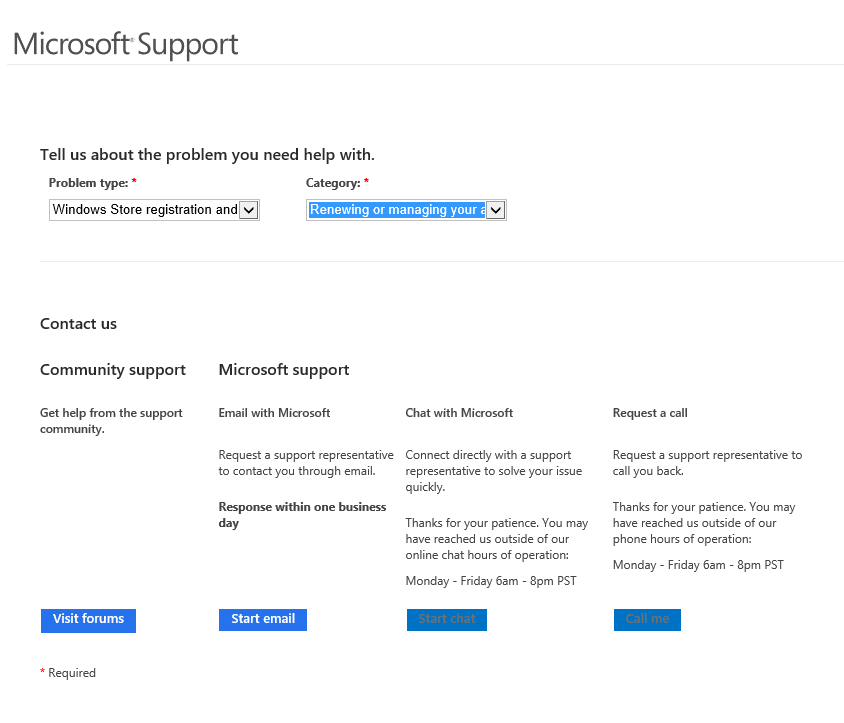 Microsoft® Support
Tell us about the problem you need help with.
Problem type: *
Category: *
Windows Store registration and
Renewing or managing your a
Contact us
Community support
Microsoft support
Get help from the support
community.
Email with Microsoft
Request a support representative
to contact you through email.
Response within one business
day
Chat with Microsoft
Connect directly with a support
representative to solve your issue
quickly.
Thanks for your patience. You may
have reached us outside of our
online chat hours of operation:
Monday - Friday 6am - 8pm PST
Request a call
Request a support representative to
call you back.
Thanks for your patience. You may
have reached us outside of our
phone hours of operation:
Monday - Friday 6am - 8pm PST
Visit forums
Start email
Start chat
Call me
* Required